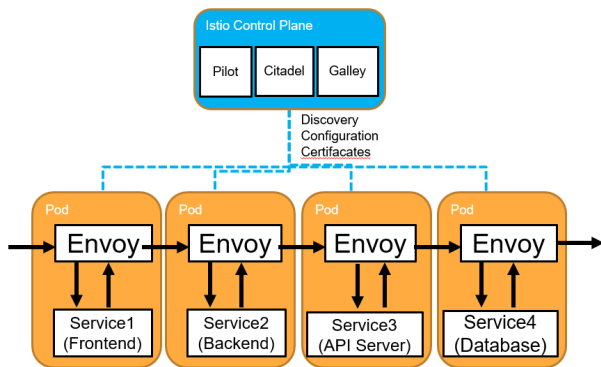 Istio Control Plane
Pilot
Citadel
Galley
Discovery
Configuration
Certifacates
Pod
Pod
Pod
Pod
Envoy
Envoy
Envoy
Envoy
Service1
(Frontend)
Service2
(Backend)
Service3
(API Server)
Service4
(Database)